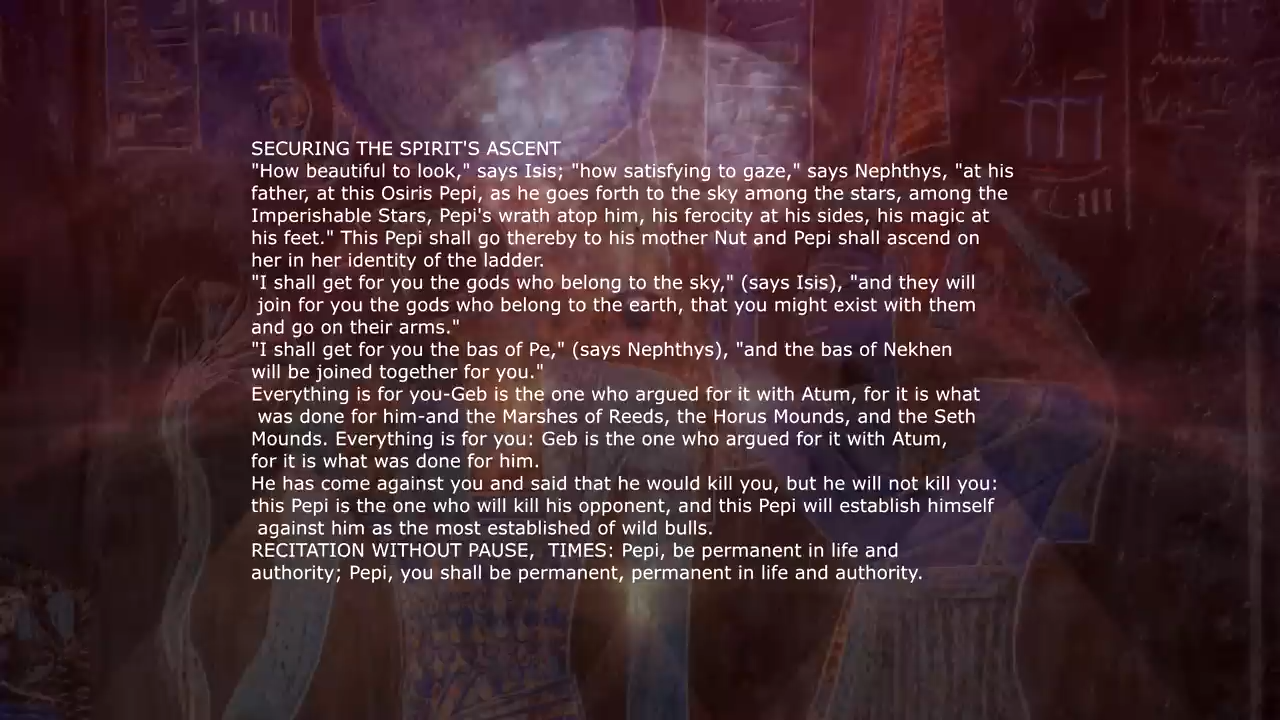 SECURING THE SPIRIT'S ASCENT
"How beautiful to look," says Isis; "how satisfying to gaze," says Nephthys, "at his
father, at this Osiris Pepi, as he goes forth to the sky among the stars, among the
Imperishable Stars, Pepi's wrath atop him, his ferocity at his sides, his magic at
his feet." This Pepi shall go thereby to his mother Nut and Pepi shall ascend on
her in her identity of the ladder.
"I shall get for you the gods who belong to the sky," (says Isis), "and they will
join for you the gods who belong to the earth, that you might exist with them
and go on their arms."
"I shall get for you the bas of Pe," (says Nephthys), "and the bas of Nekhen
will be joined together for you."
Everything is for you-Geb is the one who argued for it with Atum, for it is what
was done for him-and the Marshes of Reeds, the Horus Mounds, and the Seth
Mounds. Everything is for you: Geb is the one who argued for it with Atum,
for it is what was done for him.
He has come against you and said that he would kill you, but he will not kill you:
this Pepi is the one who will kill his opponent, and this Pepi will establish himself
against him as the most established of wild bulls.
RECITATION WITHOUT PAUSE,  TIMES: Pepi, be permanent in life and
authority; Pepi, you shall be permanent, permanent in life and authority.